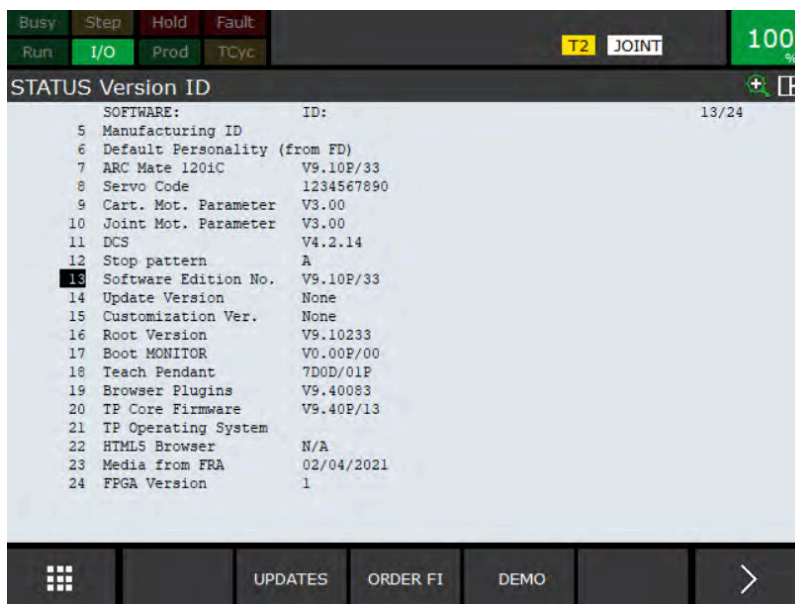 Busy Step Hold Fault
Run I/O Prod TCyc T2 JOINT 100
%
STATUS Version ID
SOFTWARE: ID: 13/24
5 Manufacturing ID
6 Default Personality (from FD)
7 ARC Mate 120iC V9.10P/33
8 Servo Code 1234567890
9 Cart. Mot. Parameter V3.00
10 Joint Mot. Parameter V3.00
11 DCS V4.2.14
12 Stop pattern A
13 Software Edition No. V9.10P/33
14 Update Version None
15 Customization Ver. None
16 Root Version V9.10233
17 Boot MONITOR V0.00P/00
18 Teach Pendant 7D0D/01P
19 Browser Plugins V9.40083
20 TP Core Firmware V9.40P/13
21 TP Operating System
22 HTML5 Browser N/A
23 Media from FRA 02/04/2021
24 FPGA Version 1
UPDATES ORDER FI DEMO